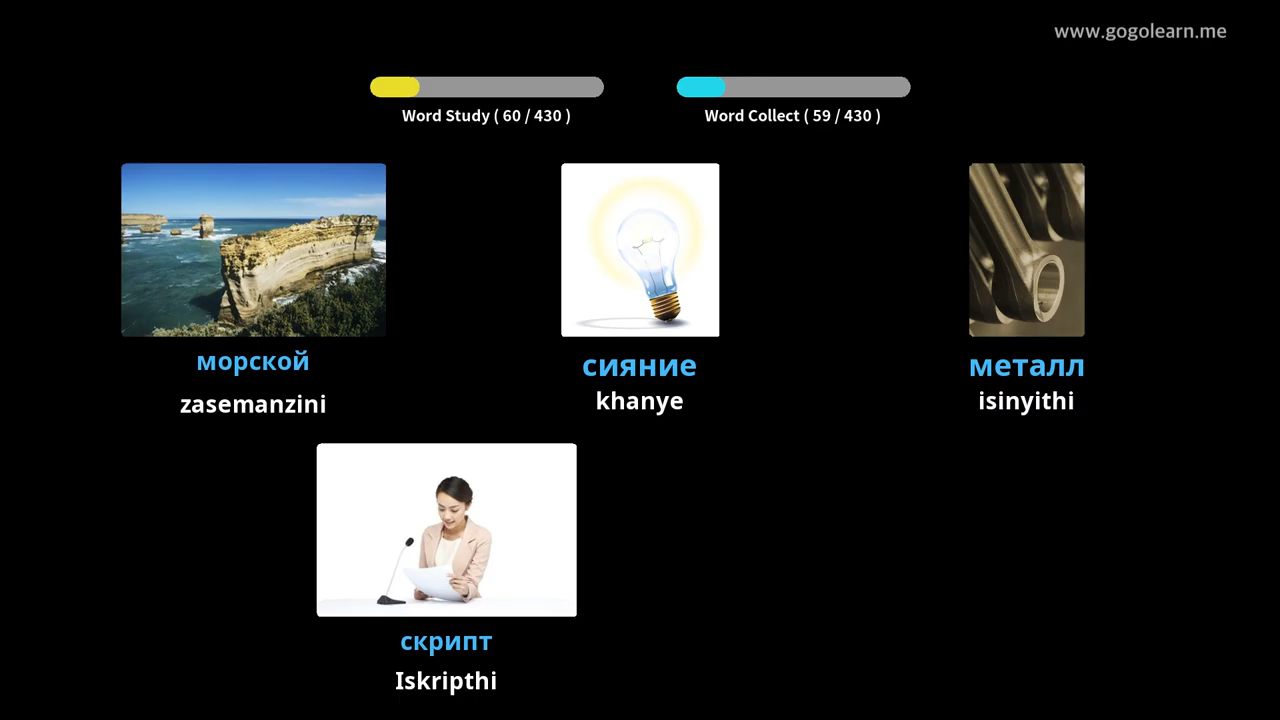 www.gogolearn.me
Word Study ( 60 / 430 )
Word Collect ( 59 / 430 )
морской
zasemanzini
сияние
khanye
металл
isinyithi
скрипт
Iskripthi